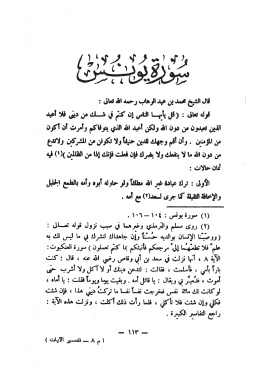 سورة يونس
قال الشيخ محمد بن عبد الوهاب رحمه الله تعالى :
قوله تعالى : ( قل يأيها الناس إن كنتم في شك من ديني فلا أعبد
الذين تعبدون من دون الله ولكن أعبد الله الذي يتوفاكم وأمرت أن أكون
من المؤمنين . وأن أقم وجهك للدين حنيفاً ولا تكونن من المشركين ولا تدع
من دون الله ما لا ينفعك ولا يضرك فإن فعلت فإنك إذاً من الظالمين ) (١) فيه
ثمان حالات :
الأولى : ترك عبادة غير الله مطلقاً ولو حاوله أبوه وأمه بالطمع الجليل
والإخافة الثقيلة كما جرى لسعد (٢) مع أمه .
(١) سورة يونس : ١٠٤ – ١٠٦ .
(٢) روى مسلم والترمذي وغيرهما في سبب نزول قوله تعالى :
( ووصينا الإنسان بوالديه حسناً وإن جاهداك لتشرك بي ما ليس لك به
علم فلا تطعهما إلي مرجعكم فأنبئكم بما كنتم تعملون ) سورة العنكبوت :
الآية ٨ ، أنها نزلت في سعد بن أبي وقاص رضي الله عنه ، قال : كنت
باراً بأمي ، فأسلمت ، فقالت : لتدعن دينك أو لا آكل ولا أشرب حتى
أموت ، فتعير بي ويقال : يا قاتل أمه . وبقيت يوما ويوماً فقلت : يا أماه ،
لو كانت لك مائة نفس فخرجت نفساً نفساً ما تركت ديني هذا ، فإن شئت
فكلي وإن شئت فلا تأكلي ، فلما رأت ذلك أكلت ، ونزلت هذه الآية :
راجع التفاسير الكبيرة .
– ١١٣ –
( م ٨ – تفسير الآيات )